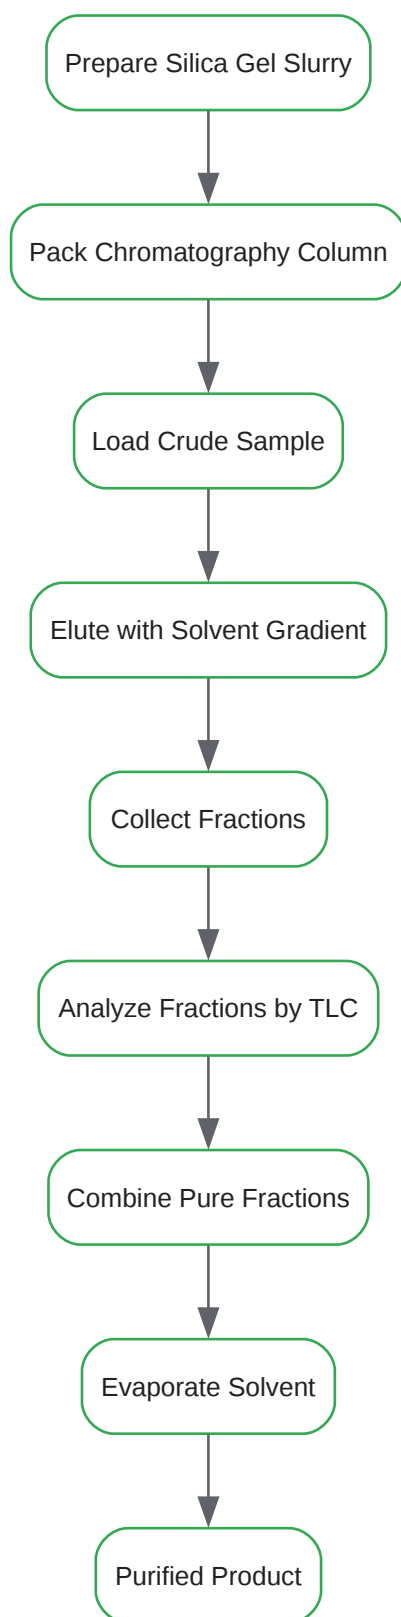 Prepare Silica Gel Slurry
Pack Chromatography Column
Load Crude Sample
Elute with Solvent Gradient
Collect Fractions
Analyze Fractions by TLC
Combine Pure Fractions
Evaporate Solvent
Purified Product